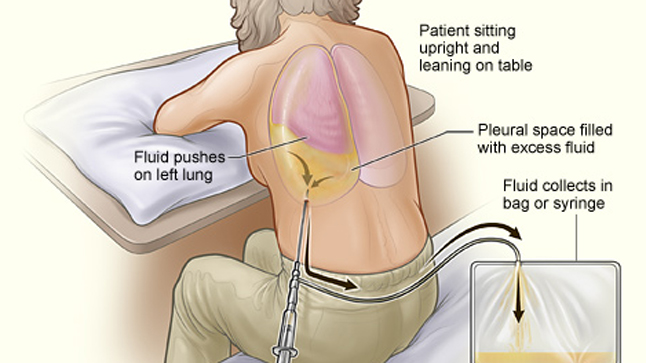 Patient sitting
upright and
leaning on table
Fluid pushes
on left lung
Pleural space filled
with excess fluid
Fluid collects in
bag or syringe